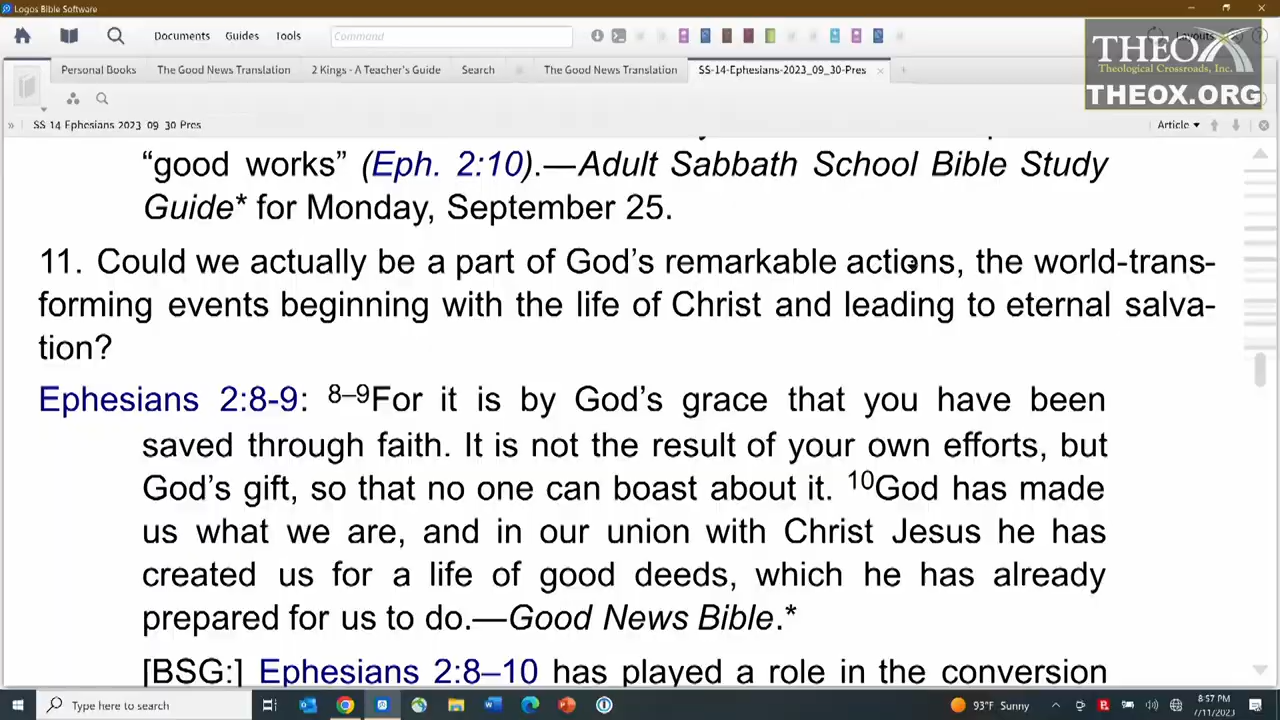 Logos Bible Software
Documents Guides Tools Command Layouts
Personal Books The Good News Translation 2 Kings - A Teacher's Guide Search The Good News Translation SS-14-Ephesians-2023_09_30-Pres
THEOX
Theological Crossroads, Inc.
THEOX.ORG
SS 14 Ephesians 2023 09 30 Pres Article
“good works” (Eph. 2:10).—Adult Sabbath School Bible Study
Guide* for Monday, September 25.
11. Could we actually be a part of God’s remarkable actions, the world-trans-
forming events beginning with the life of Christ and leading to eternal salva-
tion?
Ephesians 2:8-9: 8–9For it is by God’s grace that you have been
saved through faith. It is not the result of your own efforts, but
God’s gift, so that no one can boast about it. 10God has made
us what we are, and in our union with Christ Jesus he has
created us for a life of good deeds, which he has already
prepared for us to do.—Good News Bible.*
[BSG:] Ephesians 2:8–10 has played a role in the conversion
Type here to search 93°F Sunny 8:57 PM
7/11/2023